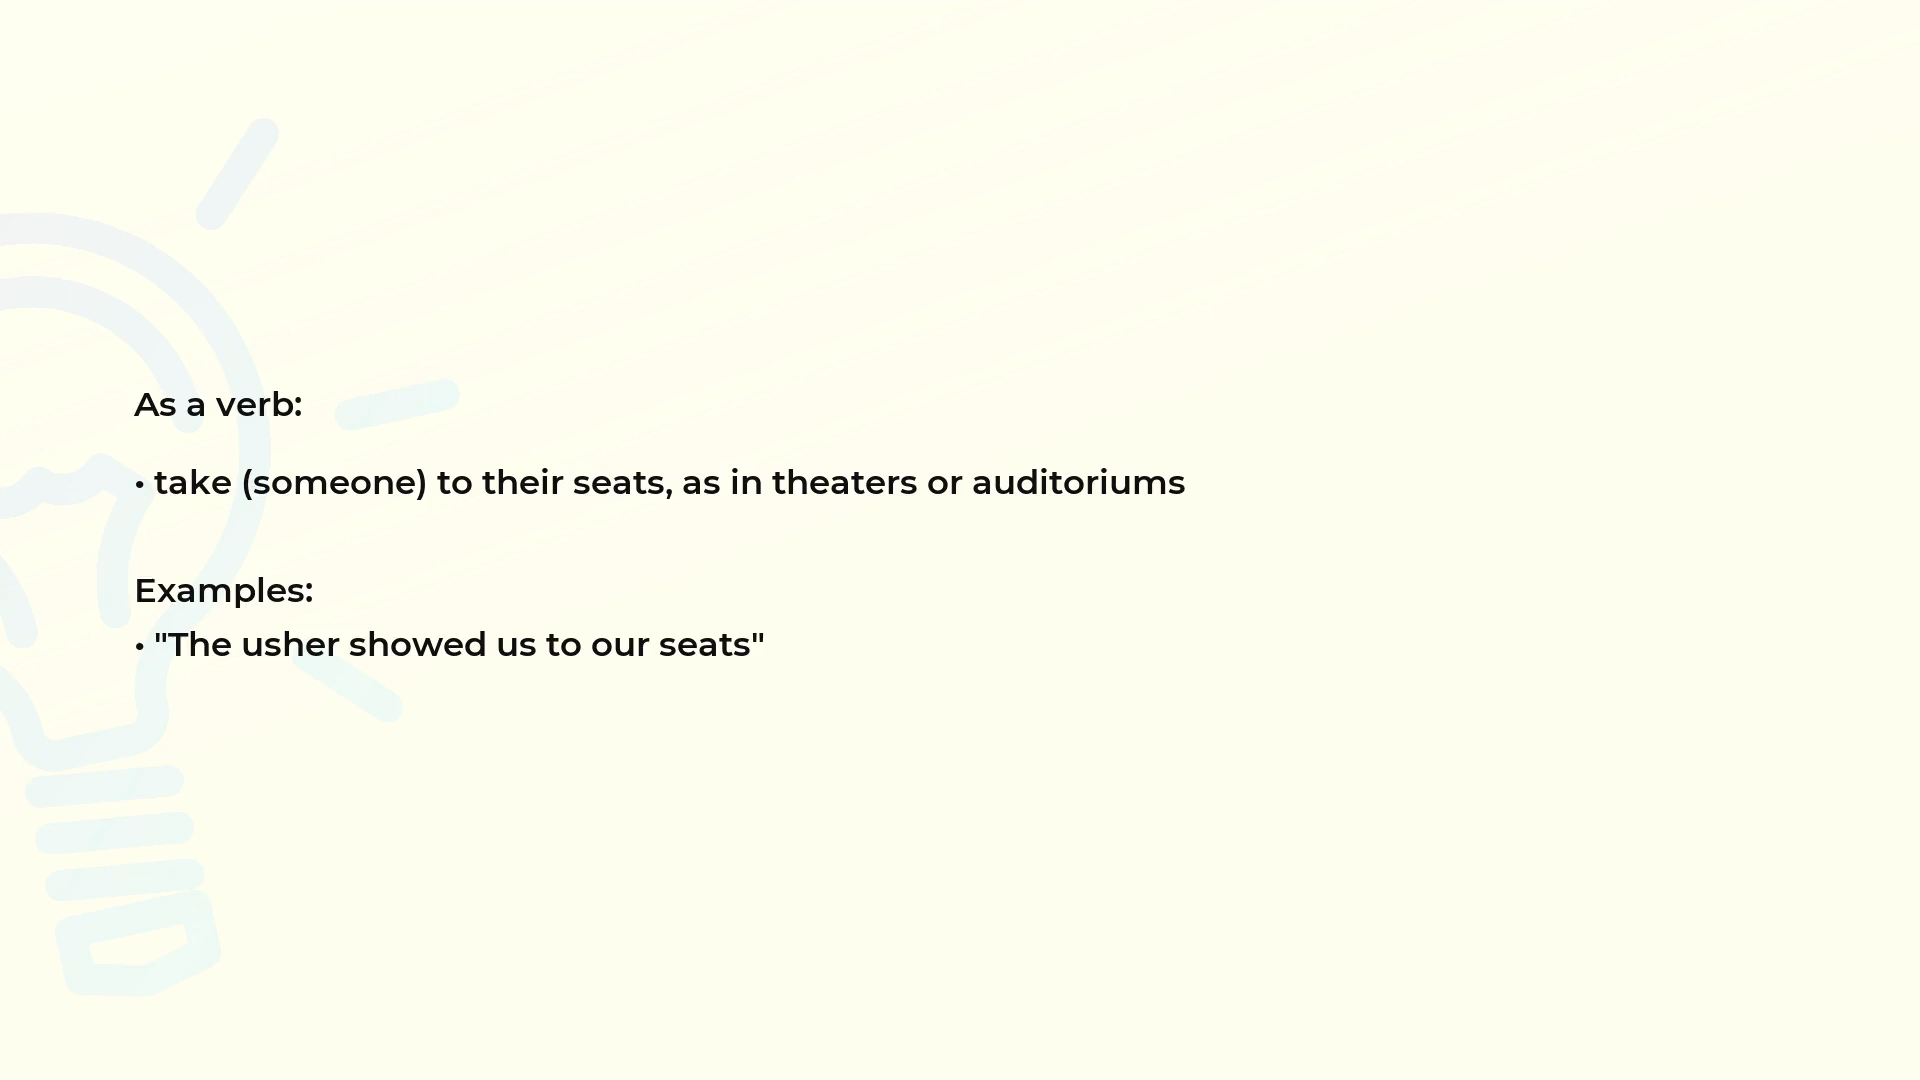 As a verb:
• take (someone) to their seats, as in theaters or auditoriums
Examples:
• "The usher showed us to our seats"